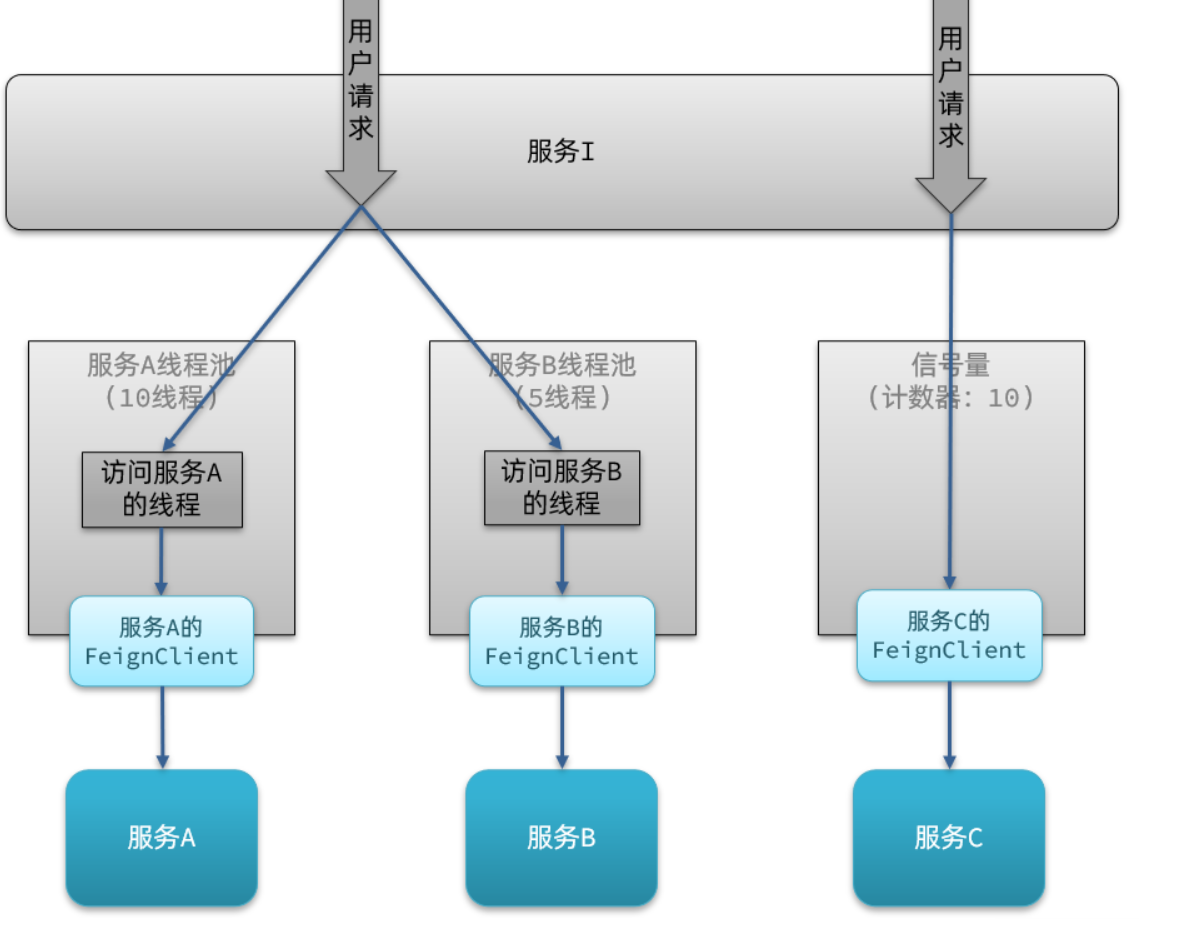 用户请求
用户请求
服务I
服务A线程池
(10线程)
服务B线程池
(5线程)
信号量
(计数器: 10)
访问服务A
的线程
访问服务B
的线程
服务A的
FeignClient
服务B的
FeignClient
服务C的
FeignClient
服务A
服务B
服务C